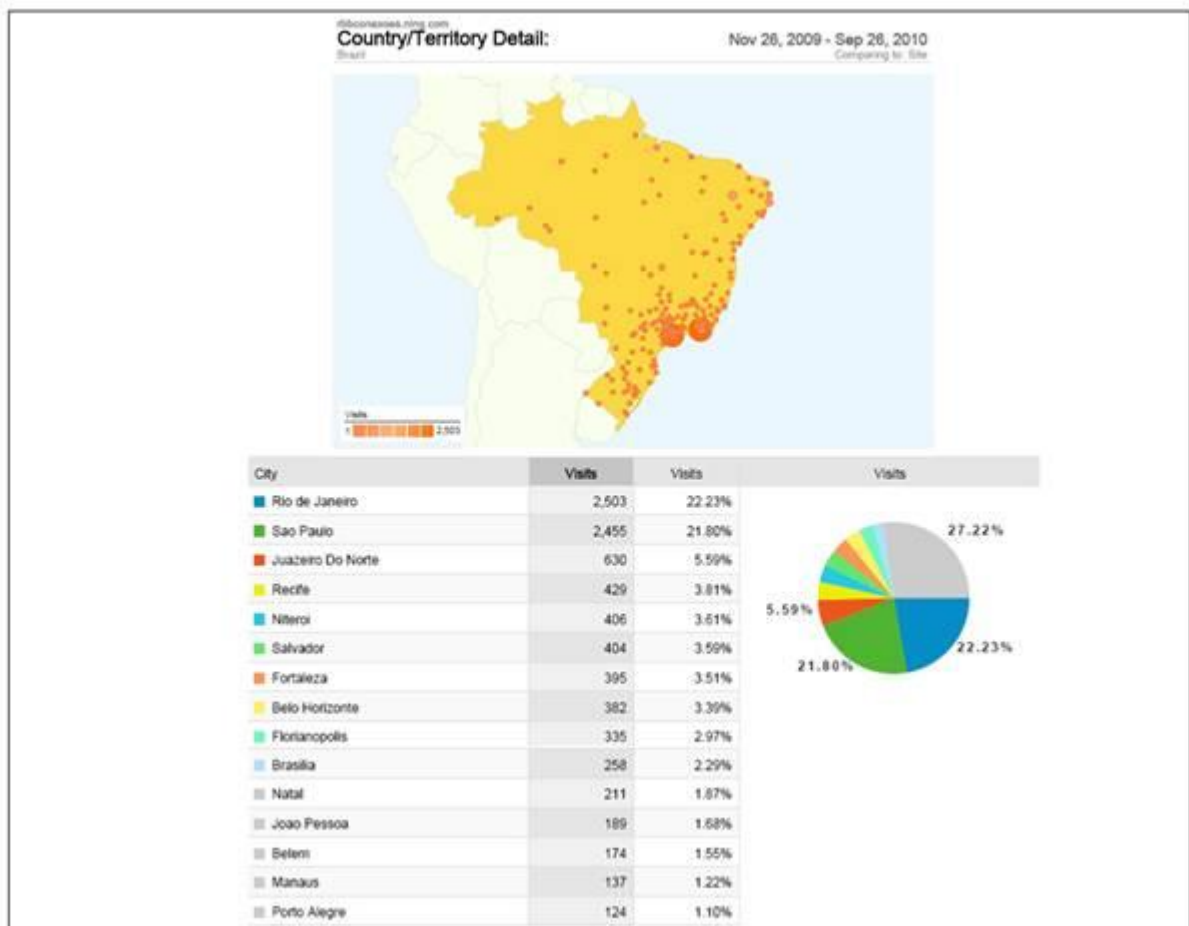 Country/Territory Detail:
Nov 26, 2009 - Sep 26, 2010
Brazil
Comparing to: Site
Visits
1 2,503
City Visits Visits Visits
Rio de Janeiro 2,503 22.23%
Sao Paulo 2,455 21.80%
Juazeiro Do Norte 630 5.59%
Recife 429 3.81%
Niteroi 406 3.61%
Salvador 404 3.59%
Fortaleza 395 3.51%
Belo Horizonte 382 3.39%
Florianopolis 335 2.97%
Brasilia 258 2.29%
Natal 211 1.87%
Joao Pessoa 189 1.68%
Belem 174 1.55%
Manaus 137 1.22%
Porto Alegre 124 1.10%
27.22%
5.59%
22.23%
21.80%